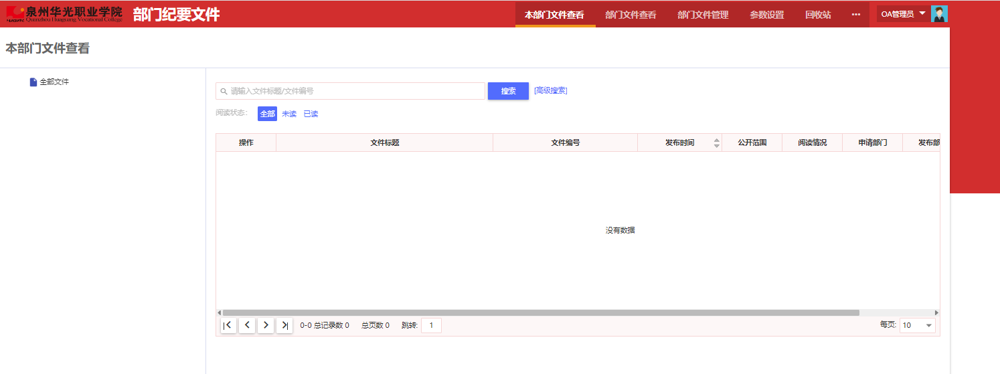 泉州华光职业学院
Quanzhou Huaguang Vocational College
部门纪要文件
本部门文件查看 部门文件查看 部门文件管理 参数设置 回收站 ••• OA管理员
本部门文件查看
全部文件
请输入文件标题/文件编号 搜索 [高级搜索]
阅读状态: 全部 未读 已读
操作 文件标题 文件编号 发布时间 公开范围 阅读情况 申请部门 发布部
没有数据
0-0 总记录数 0 总页数 0 跳转: 1 每页: 10